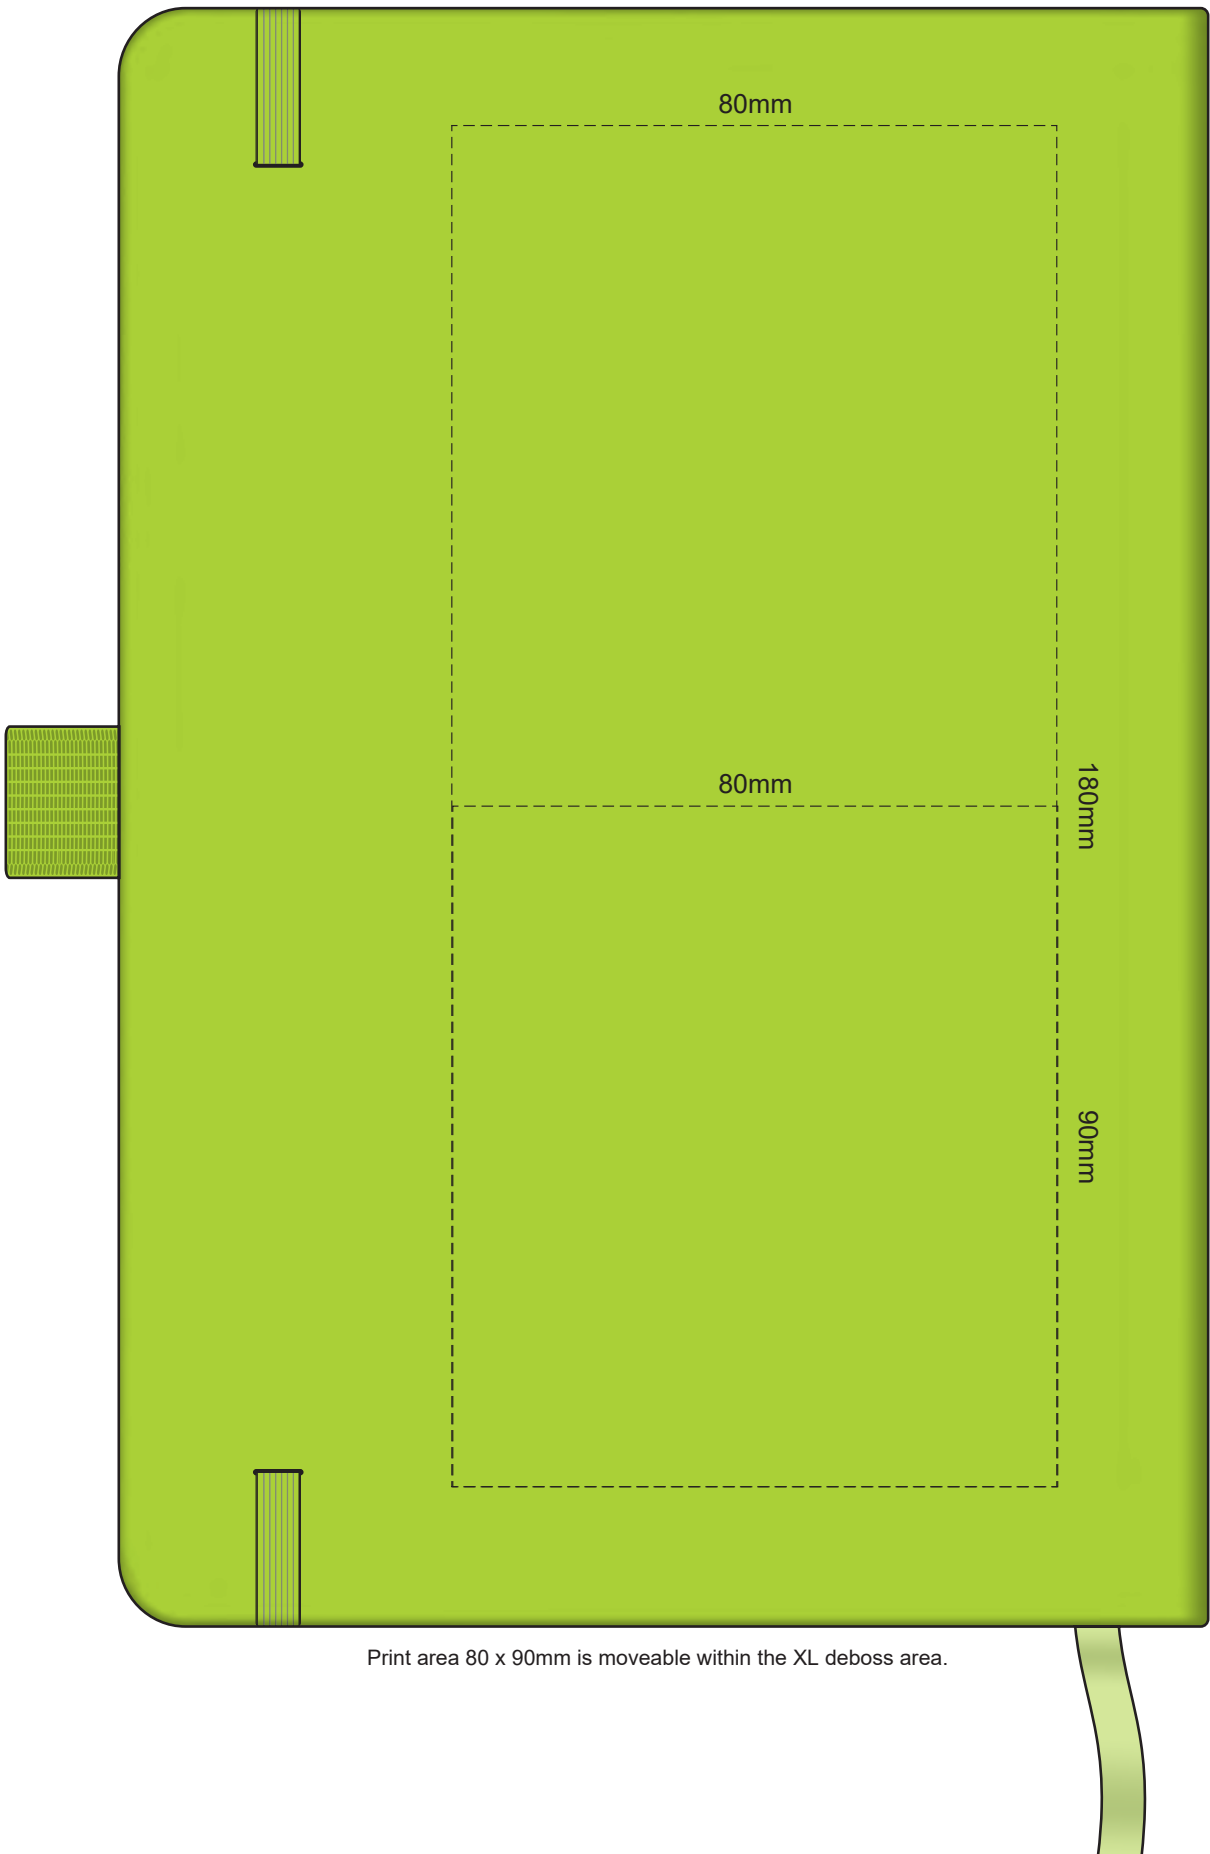 80mm
80mm
180mm
90mm
Print area 80 x 90mm is moveable within the XL deboss area.